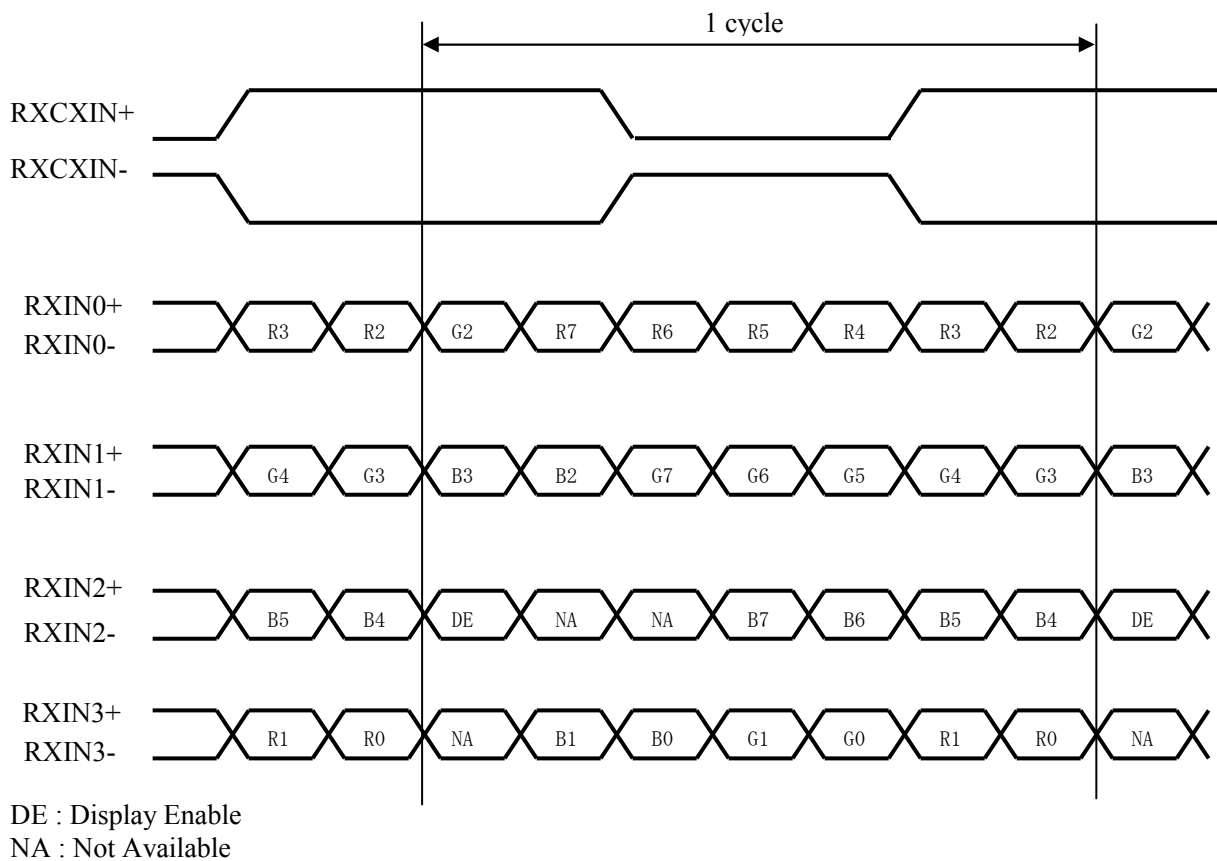 1 cycle
RXCXIN+
RXCXIN-
RXIN0+
RXIN0-
R3 R2 G2 R7 R6 R5 R4 R3 R2 G2
RXIN1+
RXIN1-
G4 G3 B3 B2 G7 G6 G5 G4 G3 B3
RXIN2+
RXIN2-
B5 B4 DE NA NA B7 B6 B5 B4 DE
RXIN3+
RXIN3-
R1 R0 NA B1 B0 G1 G0 R1 R0 NA
DE : Display Enable
NA : Not Available